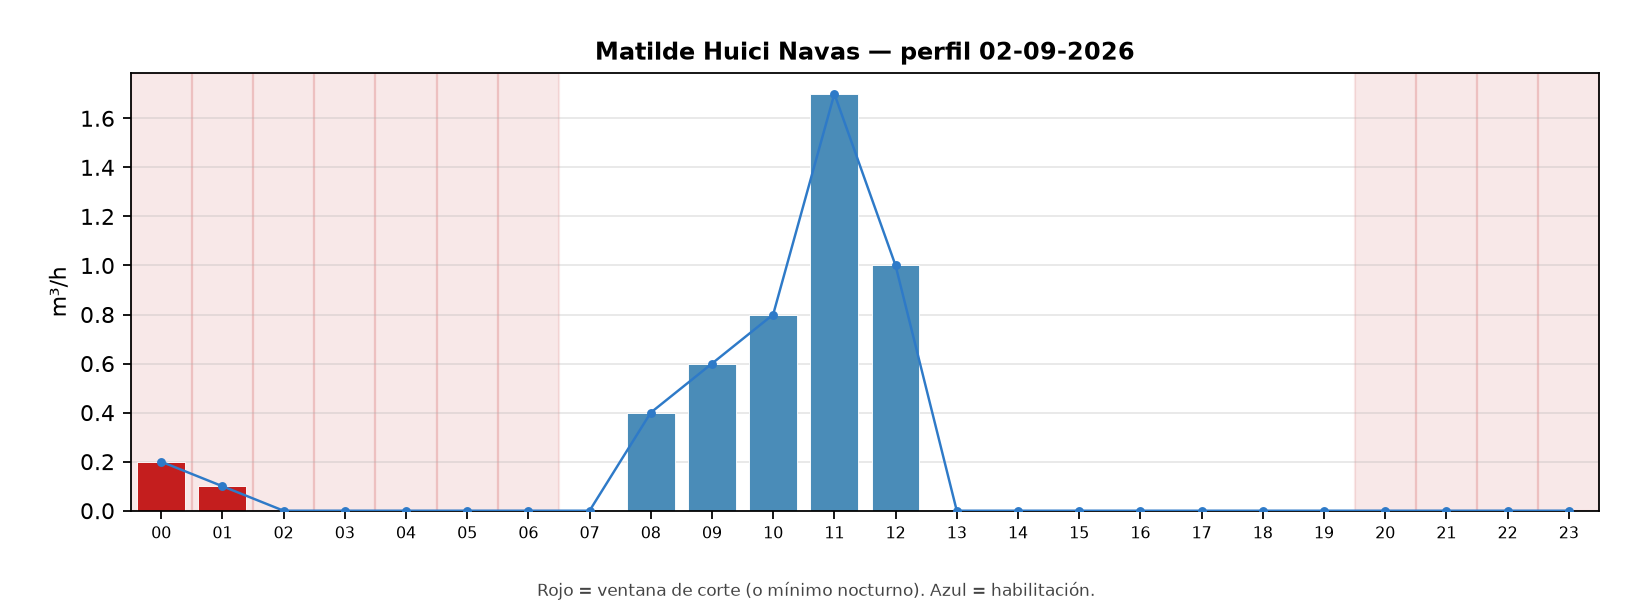 Matilde Huici Navas — perfil 02-09-2026
m³/h
1.6
1.4
1.2
1.0
0.8
0.6
0.4
0.2
0.0
00 01 02 03 04 05 06 07 08 09 10 11 12 13 14 15 16 17 18 19 20 21 22 23
Rojo = ventana de corte (o mínimo nocturno). Azul = habilitación.